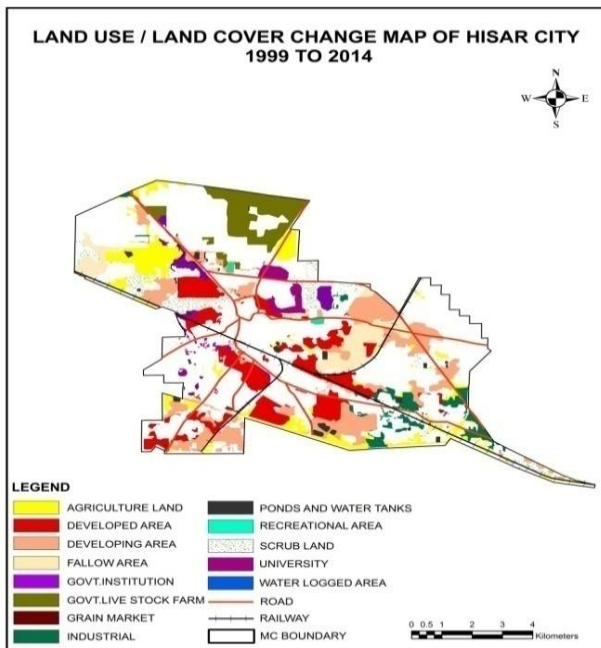 LAND USE / LAND COVER CHANGE MAP OF HISAR CITY
1999 TO 2014
N
W E
S
LEGEND
AGRICULTURE LAND
DEVELOPED AREA
DEVELOPING AREA
FALLOW AREA
GOVT.INSTITUTION
GOVT.LIVE STOCK FARM
GRAIN MARKET
INDUSTRIAL
PONDS AND WATER TANKS
RECREATIONAL AREA
SCRUB LAND
UNIVERSITY
WATER LOGGED AREA
ROAD
RAILWAY
MC BOUNDARY
0 0.5 1 2 3 4
Kilometers